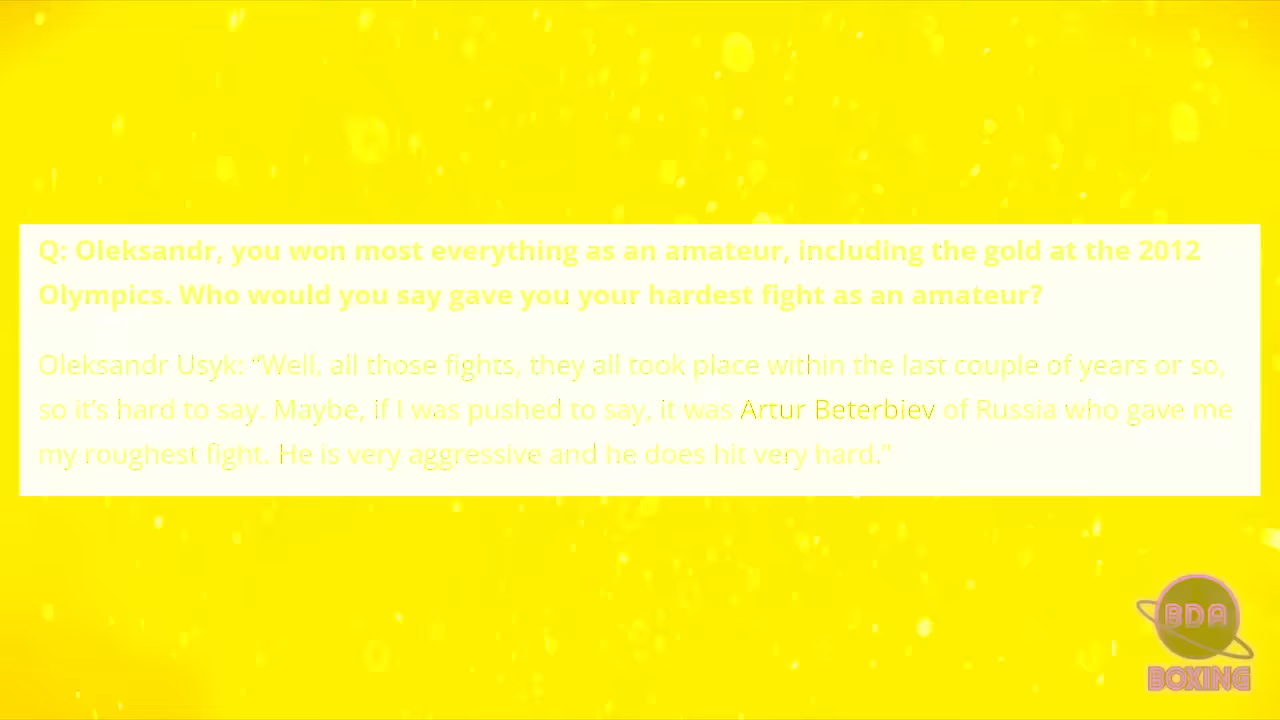 Q: Oleksandr, you won most everything as an amateur, including the gold at the 2012
Olympics. Who would you say gave you your hardest fight as an amateur?
Oleksandr Usyk: “Well, all those fights, they all took place within the last couple of years or so,
so it’s hard to say. Maybe, if I was pushed to say, it was Artur Beterbiev of Russia who gave me
my roughest fight. He is very aggressive and he does hit very hard.”
BDA
BOXING